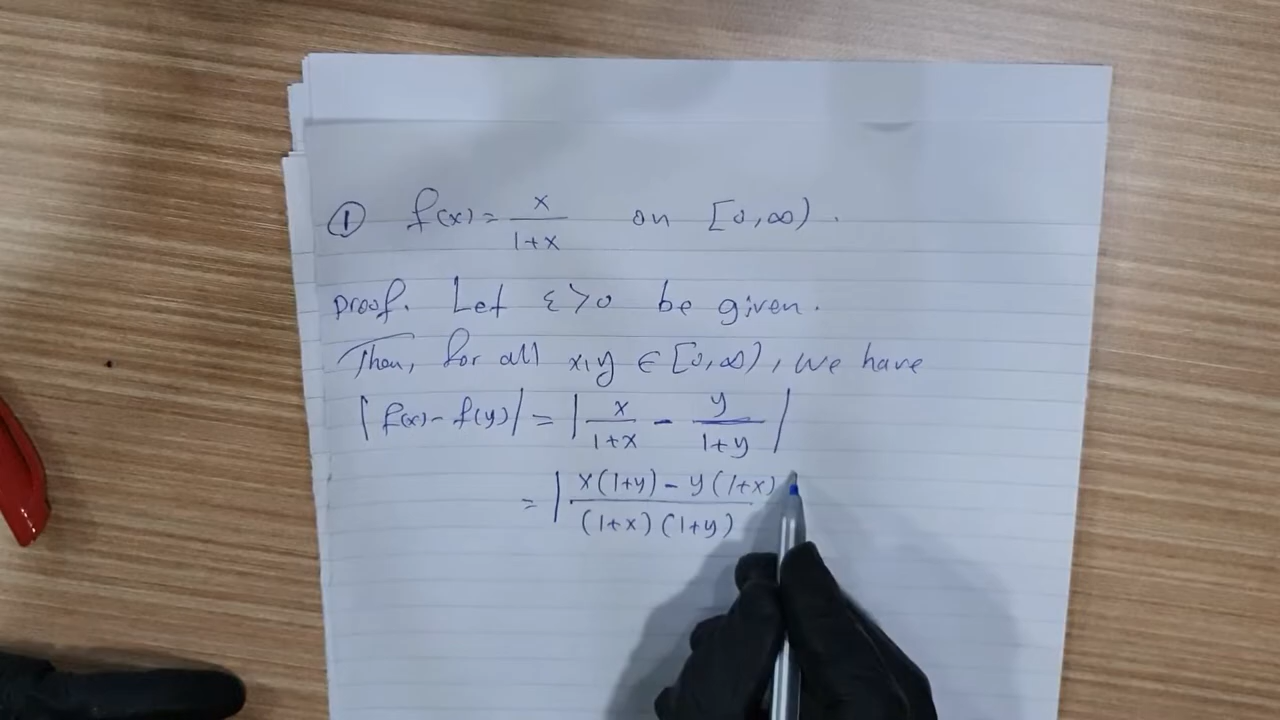 ① f(x) = x/(1+x) on [0,∞).
proof. Let ε>0 be given.
Then, for all x,y ∈ [0,∞), we have
|f(x) - f(y)| = | x/(1+x) - y/(1+y) |
= | (x(1+y) - y(1+x))/((1+x)(1+y))